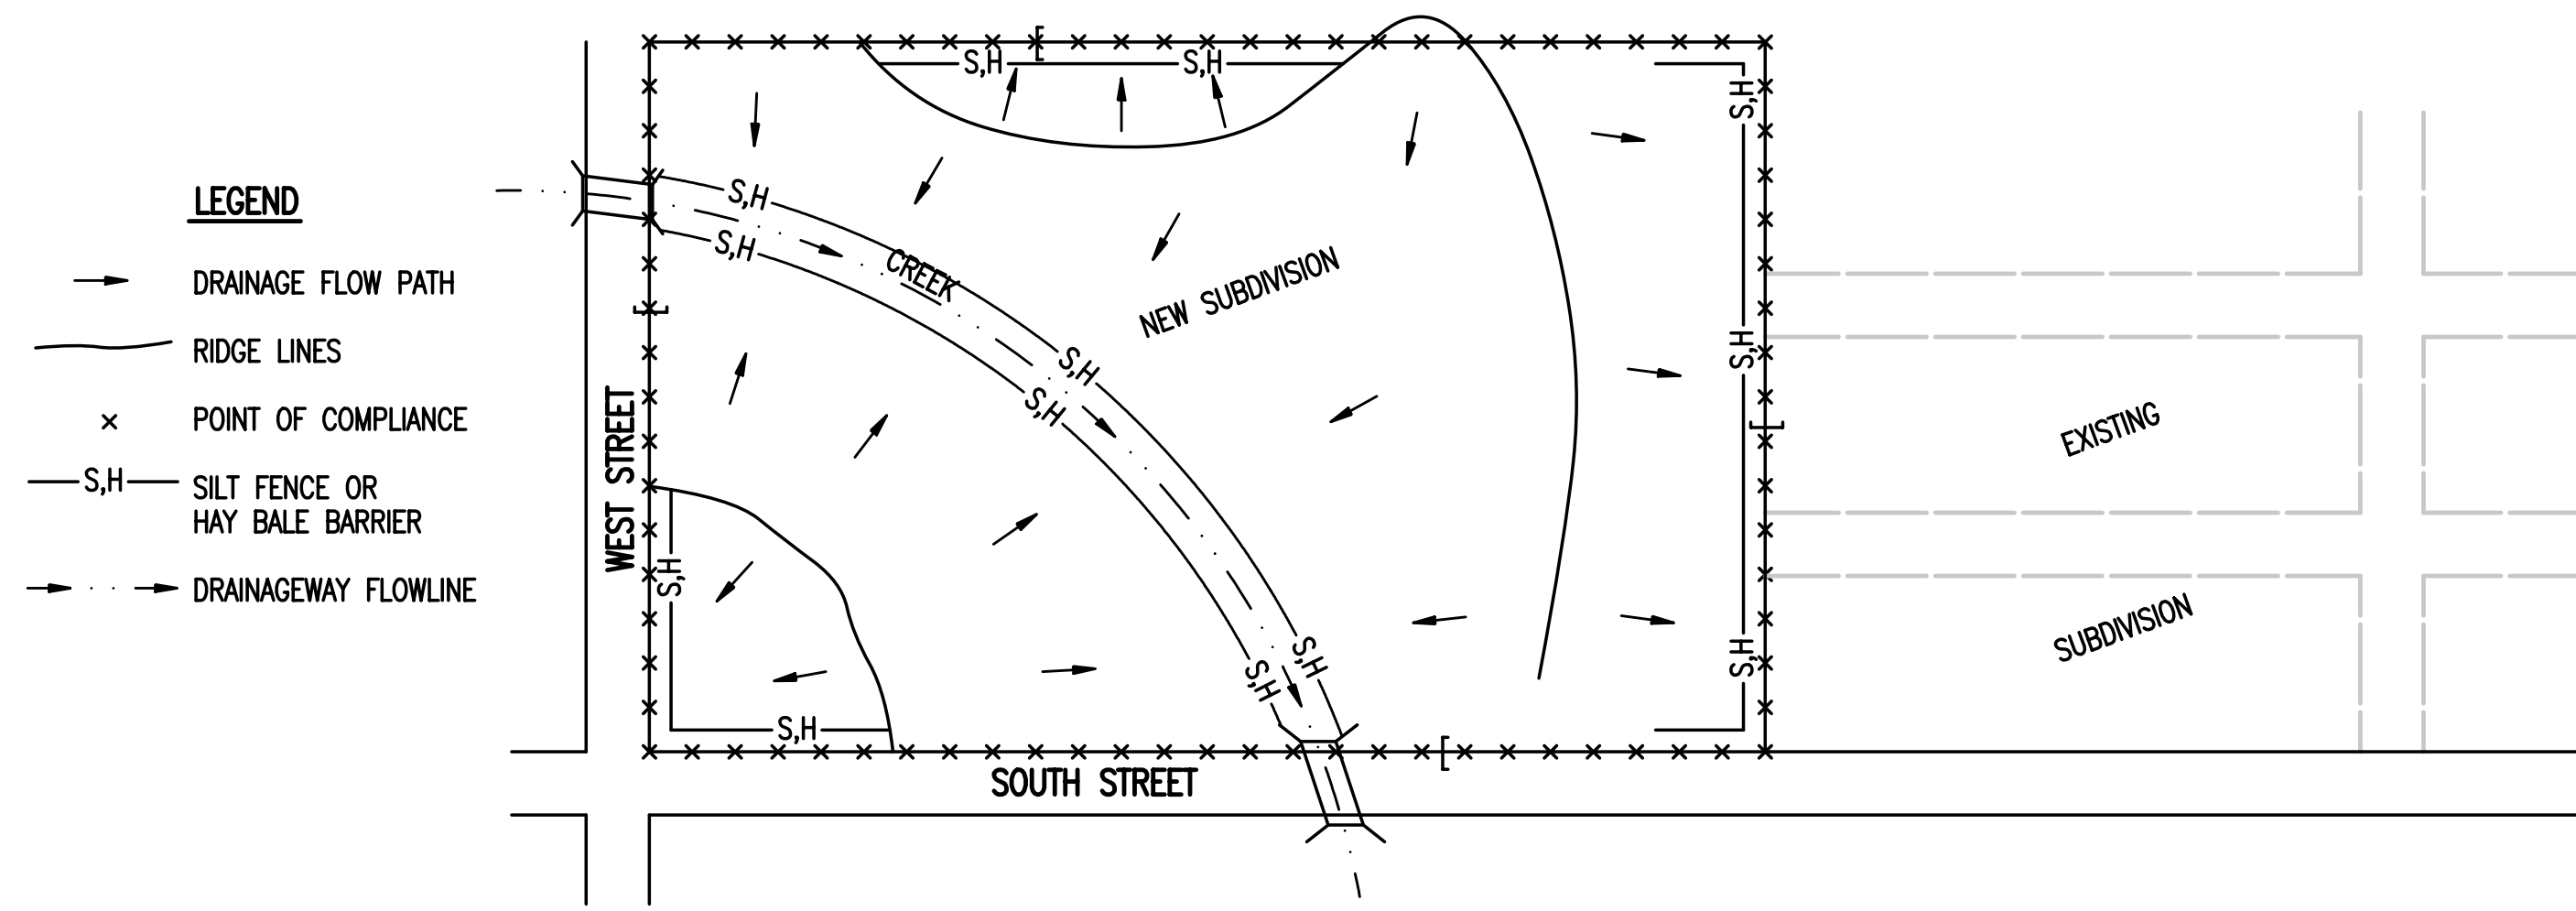 LEGEND
DRAINAGE FLOW PATH
RIDGE LINES
POINT OF COMPLIANCE
S,H
SILT FENCE OR
HAY BALE BARRIER
DRAINAGEWAY FLOWLINE
S,H
S,H
S,H
S,H
S,H
CREEK
NEW SUBDIVISION
S,H
S,H
S,H
WEST STREET
EXISTING
S,H
S,H
S,H
S,H
S,H
SUBDIVISION
SOUTH STREET